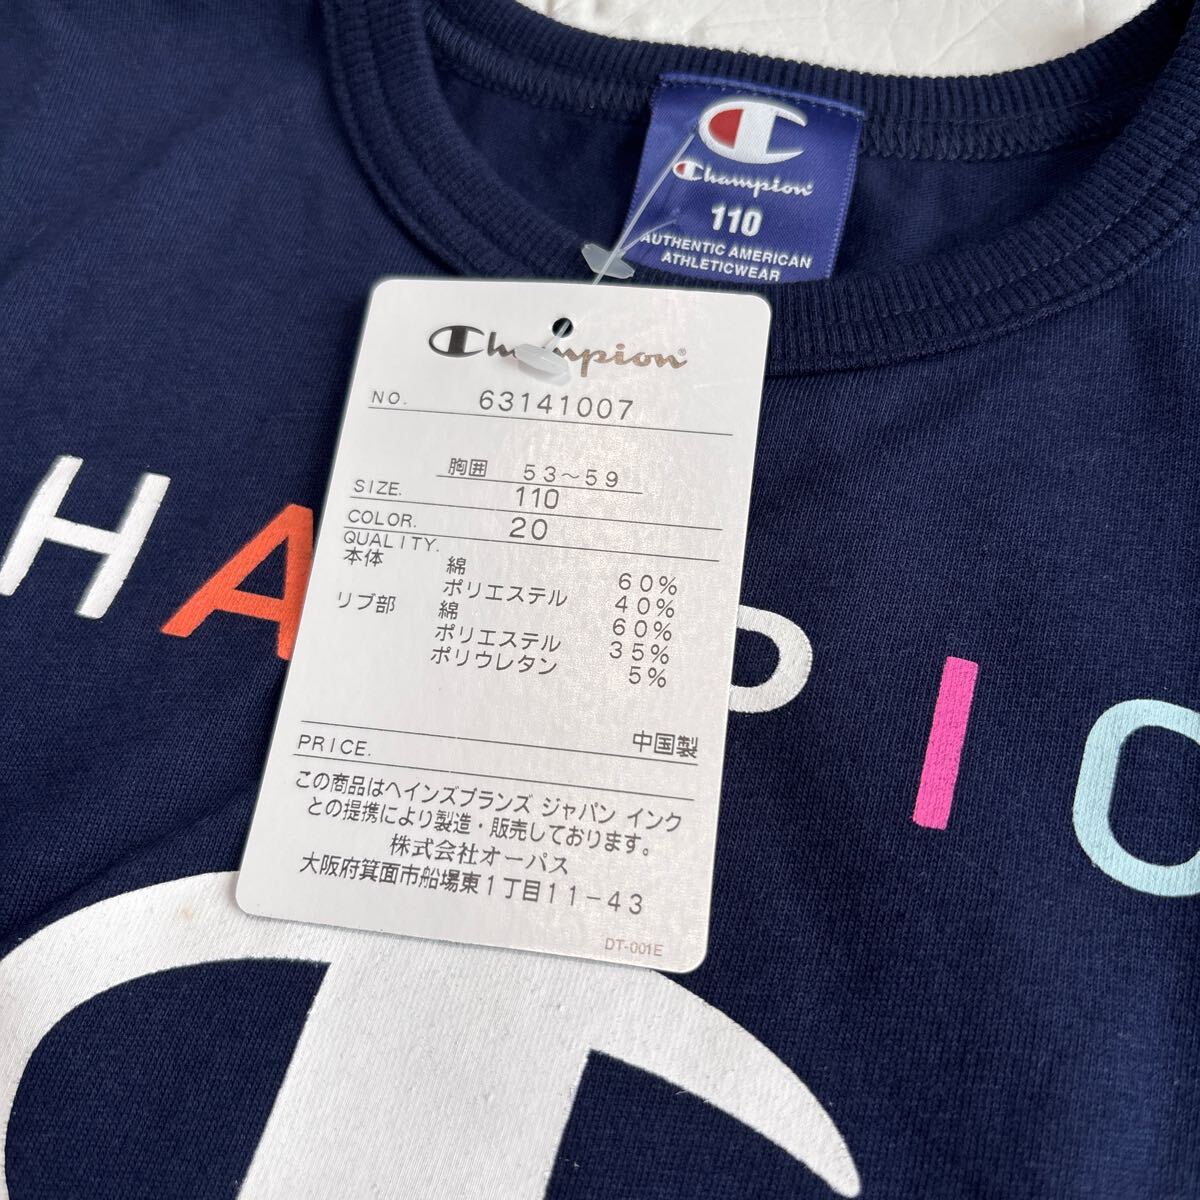 Champion
110
AUTHENTIC AMERICAN
ATHLETICWEAR
Champion
NO. 63141007
胸囲 53～59
SIZE. 110
COLOR. 20
QUALITY.
本体 綿 60%
ポリエステル 40%
リブ部 綿 60%
ポリエステル 35%
ポリウレタン 5%
中国製
PRICE.
この商品はヘインズブランズ ジャパン インク
との提携により製造・販売しております。
株式会社オーパス
大阪府箕面市船場東1丁目11-43
DT-001E
HA PIO